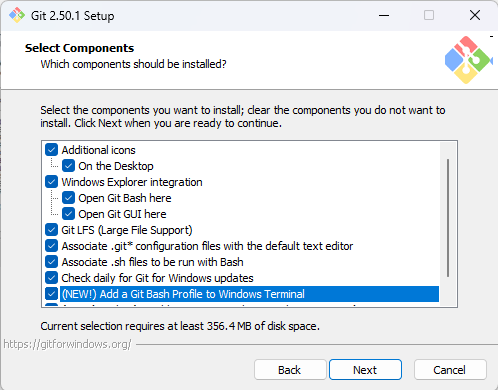 Git 2.50.1 Setup
Select Components
Which components should be installed?
Select the components you want to install; clear the components you do not want to
install. Click Next when you are ready to continue.
Additional icons
On the Desktop
Windows Explorer integration
Open Git Bash here
Open Git GUI here
Git LFS (Large File Support)
Associate .git* configuration files with the default text editor
Associate .sh files to be run with Bash
Check daily for Git for Windows updates
(NEW!) Add a Git Bash Profile to Windows Terminal
Current selection requires at least 356.4 MB of disk space.
https://gitforwindows.org/
Back
Next
Cancel